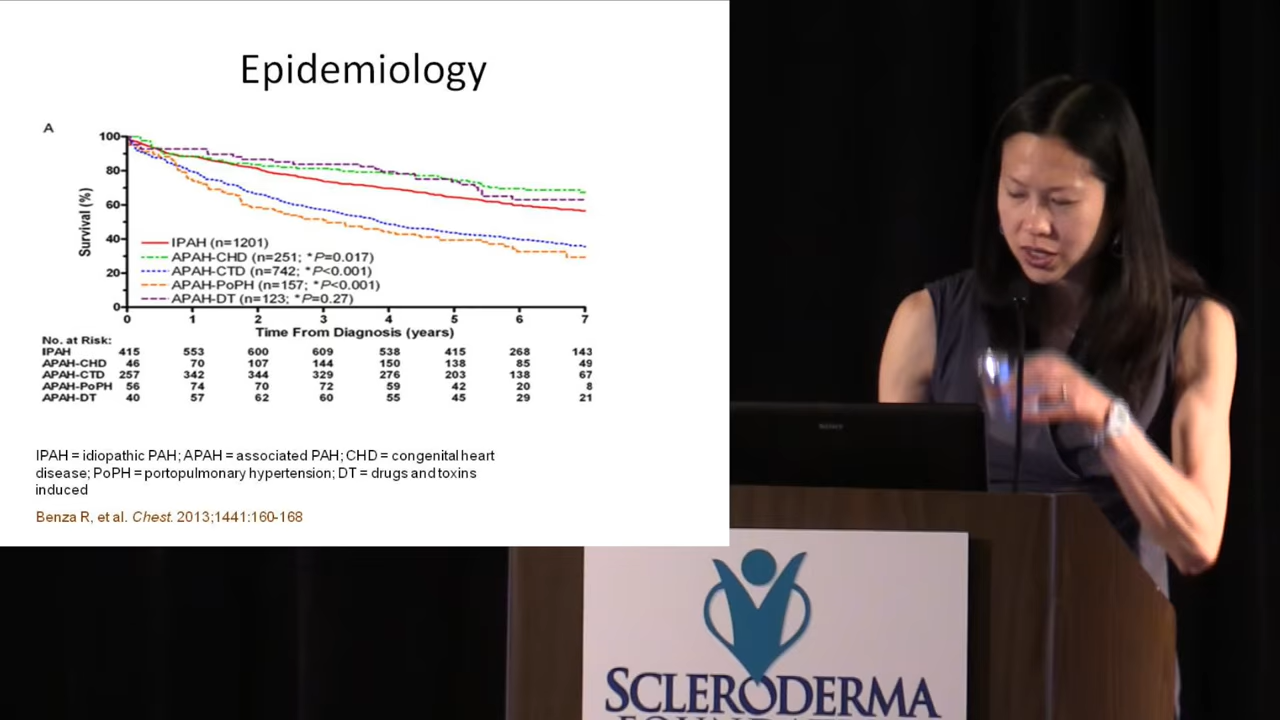 Epidemiology
A
100
80
60
40
20
0
Survival (%)
IPAH (n=1201)
APAH-CHD (n=251; *P=0.017)
APAH-CTD (n=742; *P<0.001)
APAH-PoPH (n=157; *P<0.001)
APAH-DT (n=123; *P=0.27)
0 1 2 3 4 5 6 7
Time From Diagnosis (years)
No. at Risk:
IPAH 415 553 600 609 538 415 268 143
APAH-CHD 46 70 107 144 150 138 85 49
APAH-CTD 257 342 344 329 276 203 138 67
APAH-PoPH 56 74 70 72 59 42 20 8
APAH-DT 40 57 62 60 55 45 29 21
IPAH = idiopathic PAH; APAH = associated PAH; CHD = congenital heart
disease; PoPH = portopulmonary hypertension; DT = drugs and toxins
induced
Benza R, et al. Chest. 2013;1441:160-168
SONY
SCLERODERMA